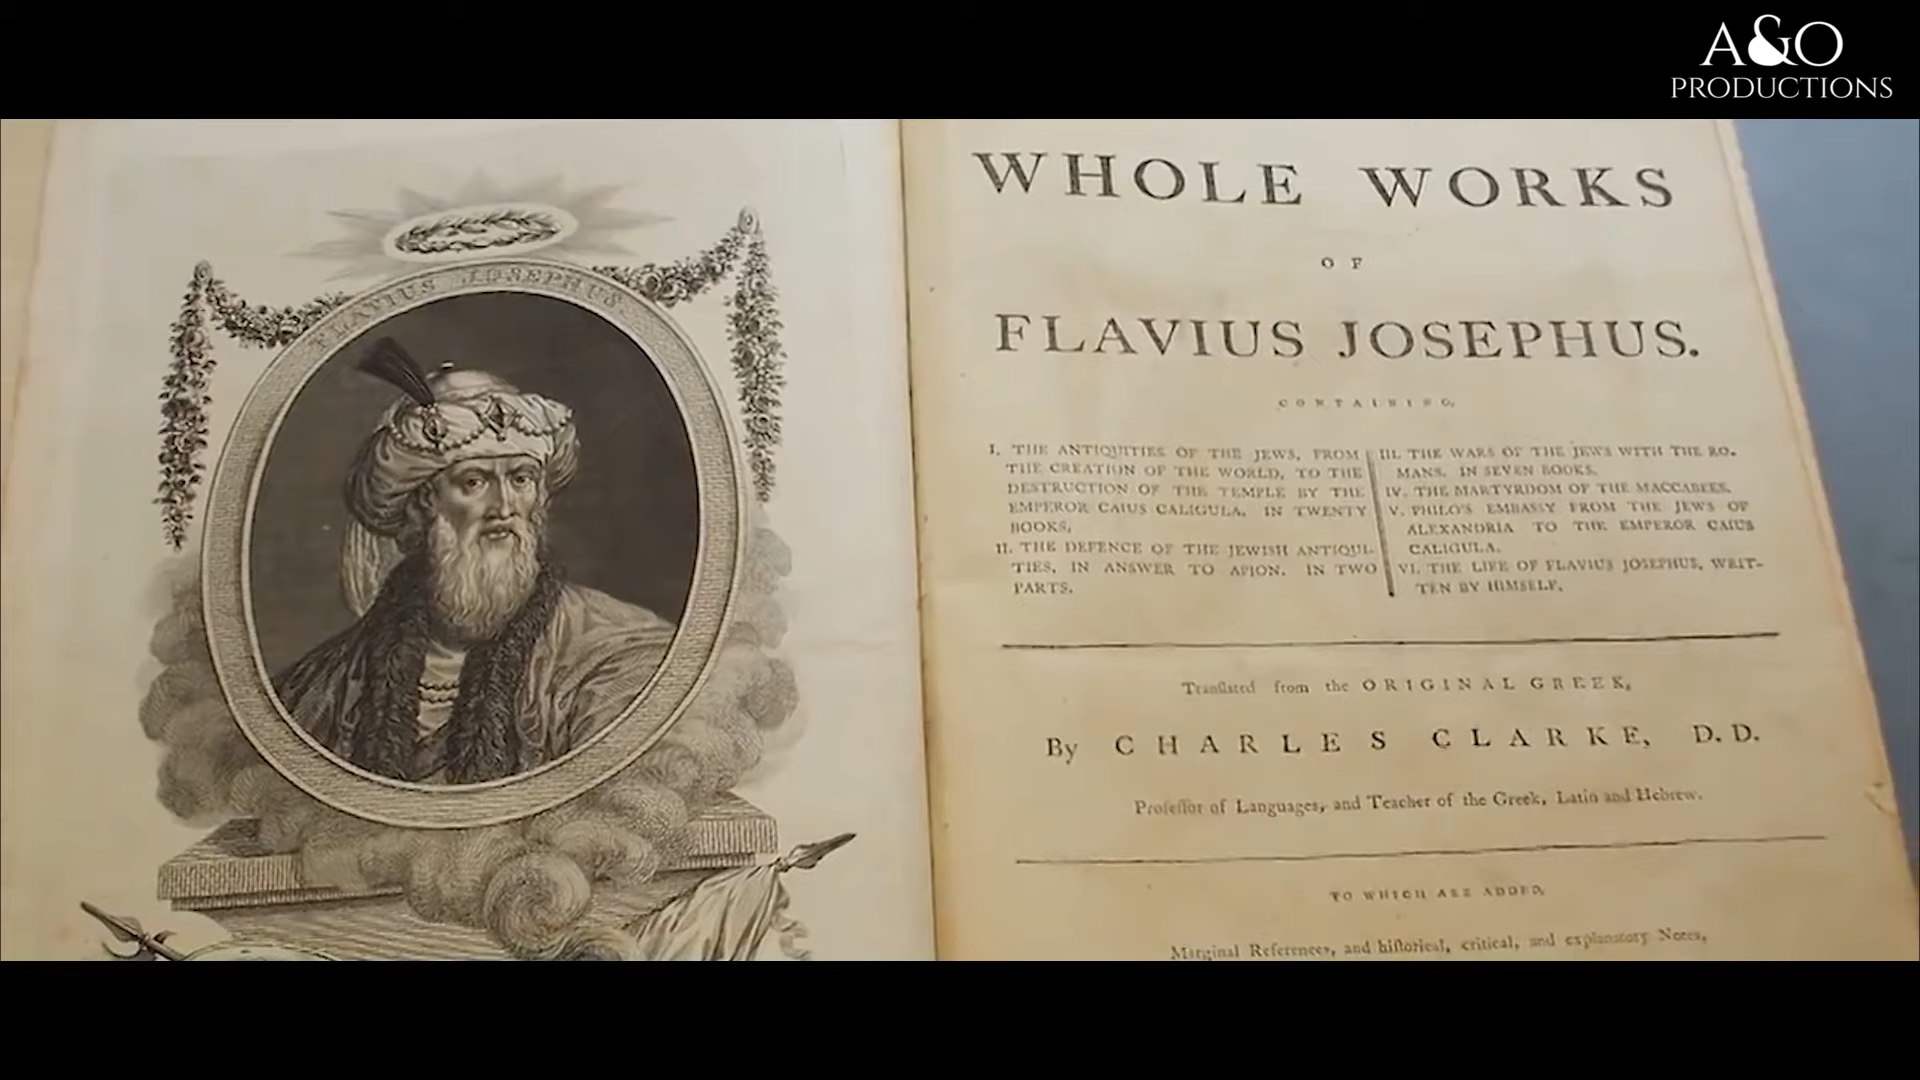 A&O
PRODUCTIONS
FLAVIUS JOSEPHUS
WHOLE WORKS
OF
FLAVIUS JOSEPHUS.
CONTAINING,
I. THE ANTIQUITIES OF THE JEWS, FROM
THE CREATION OF THE WORLD, TO THE
DESTRUCTION OF THE TEMPLE BY THE
EMPEROR CAIUS CALIGULA. IN TWENTY
BOOKS.
II. THE DEFENCE OF THE JEWISH ANTIQUI-
TIES, IN ANSWER TO APION. IN TWO
PARTS.
III. THE WARS OF THE JEWS WITH THE RO-
MANS. IN SEVEN BOOKS.
IV. THE MARTYRDOM OF THE MACCABEES.
V. PHILO'S EMBASSY FROM THE JEWS OF
ALEXANDRIA TO THE EMPEROR CAIUS
CALIGULA.
VI. THE LIFE OF FLAVIUS JOSEPHUS, WRIT-
TEN BY HIMSELF.
Tranſlated from the ORIGINAL GREEK,
By CHARLES CLARKE, D. D.
Profeſſor of Languages, and Teacher of the Greek, Latin and Hebrew.
TO WHICH ARE ADDED,
Marginal References, and hiſtorical, critical, and explanatory Notes,